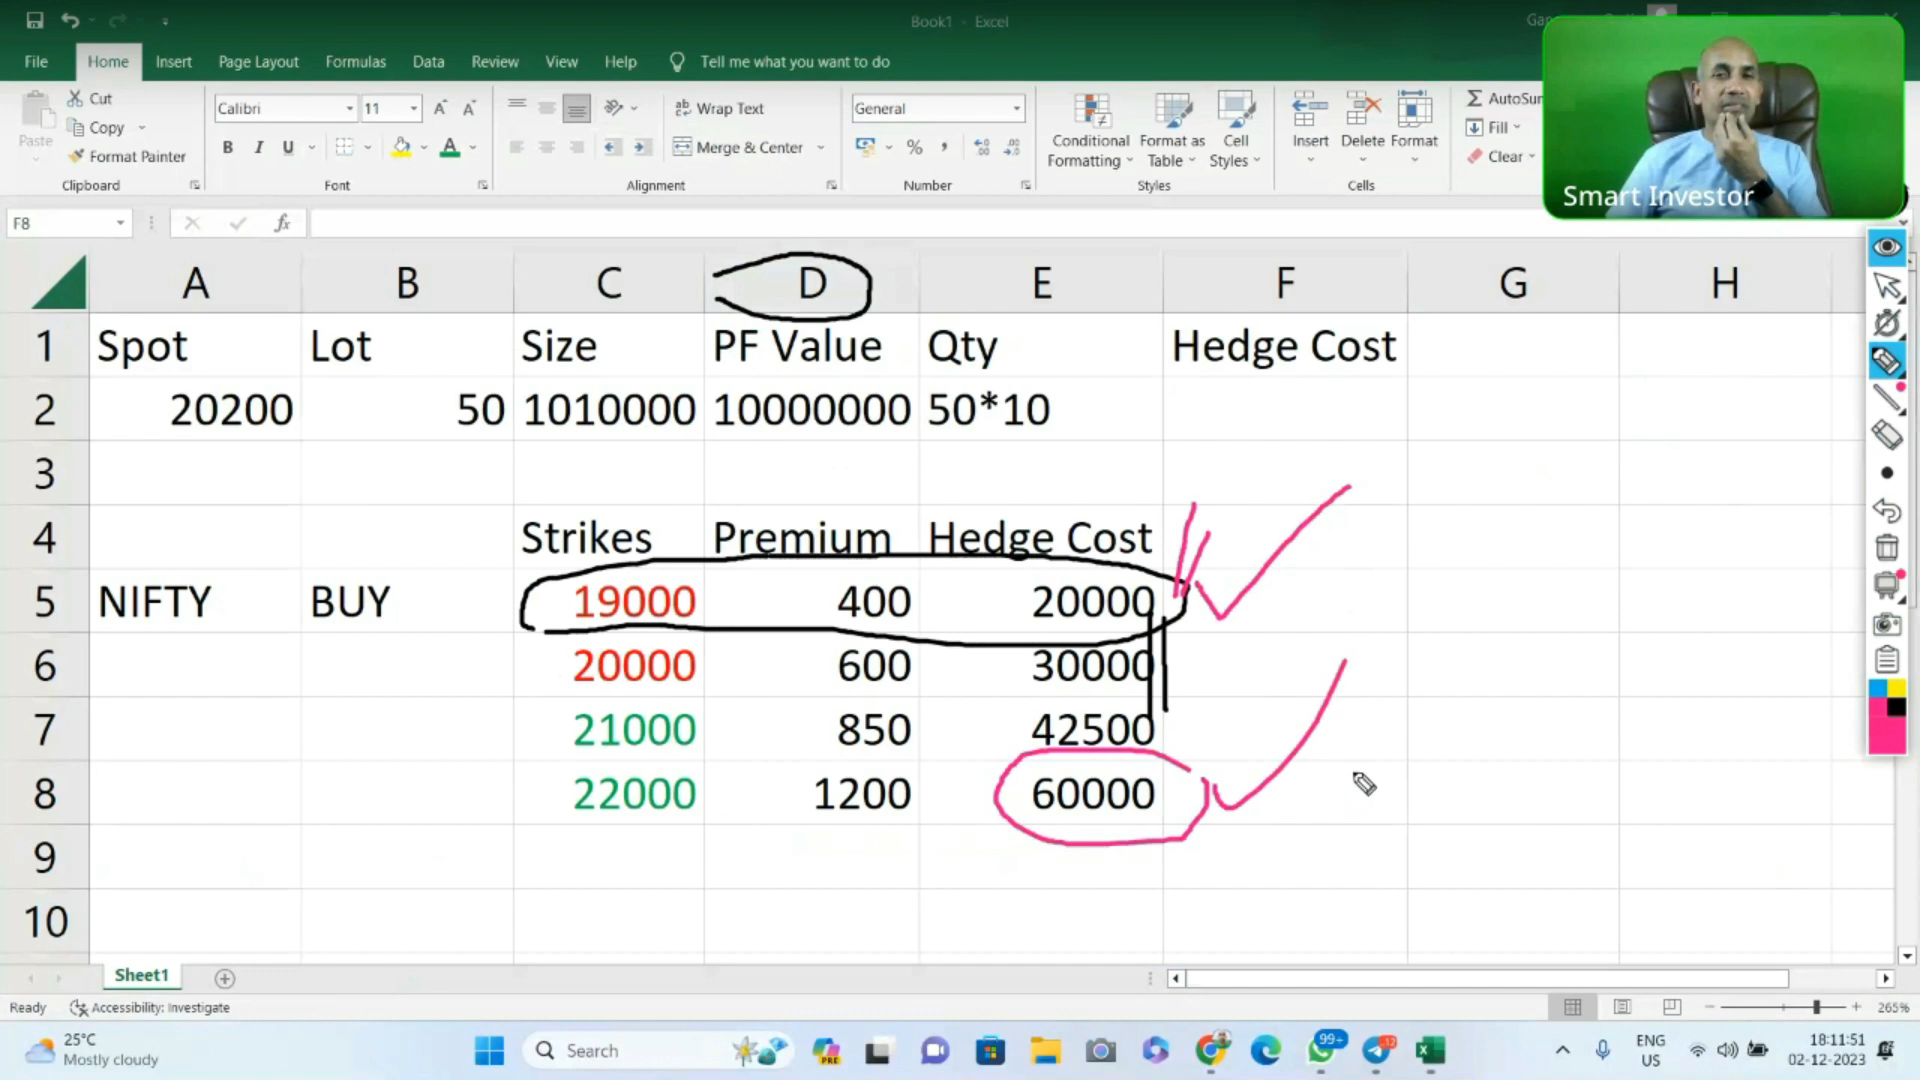 Book1 - Excel
File Home Insert Page Layout Formulas Data Review View Help Tell me what you want to do
Paste Cut Copy Format Painter
Calibri 11
B I U A
Wrap Text
Merge & Center
General
% ,
Conditional Formatting Format as Table Cell Styles
Insert Delete Format
AutoSum
Fill
Clear
Clipboard Font Alignment Number Styles Cells
Smart Investor
F8 fx
A B C D E F G H
1 Spot Lot Size PF Value Qty Hedge Cost
2 20200 50 1010000 10000000 50*10
3
4 Strikes Premium Hedge Cost
5 NIFTY BUY 19000 400 20000
6 20000 600 30000
7 21000 850 42500
8 22000 1200 60000
9
10
Sheet1
Ready Accessibility: Investigate 265%
25°C
Mostly cloudy
Search
PRE
99+
12
ENG
US
18:11:51
02-12-2023